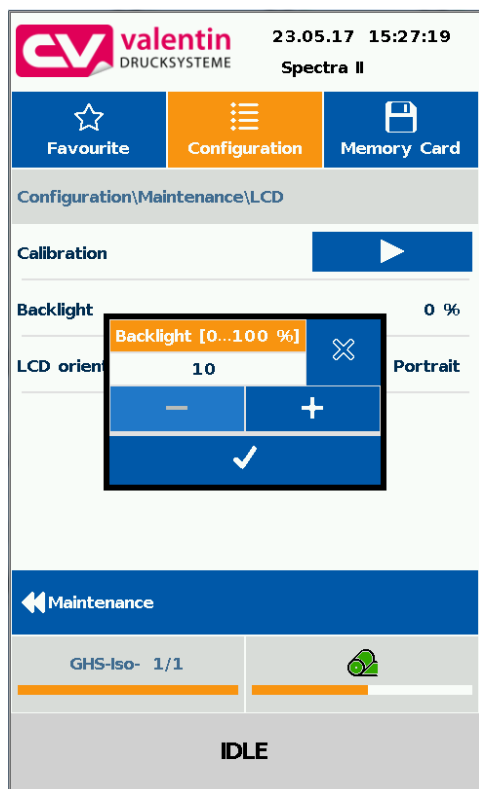 valentin
DRUCKSYSTEME
23.05.17 15:27:19
Spectra II
Favourite
Configuration
Memory Card
Configuration\Maintenance\LCD
Calibration
Backlight
0 %
Backlight [0...100 %]
10
LCD orient
Portrait
Maintenance
GHS-Iso- 1/1
IDLE